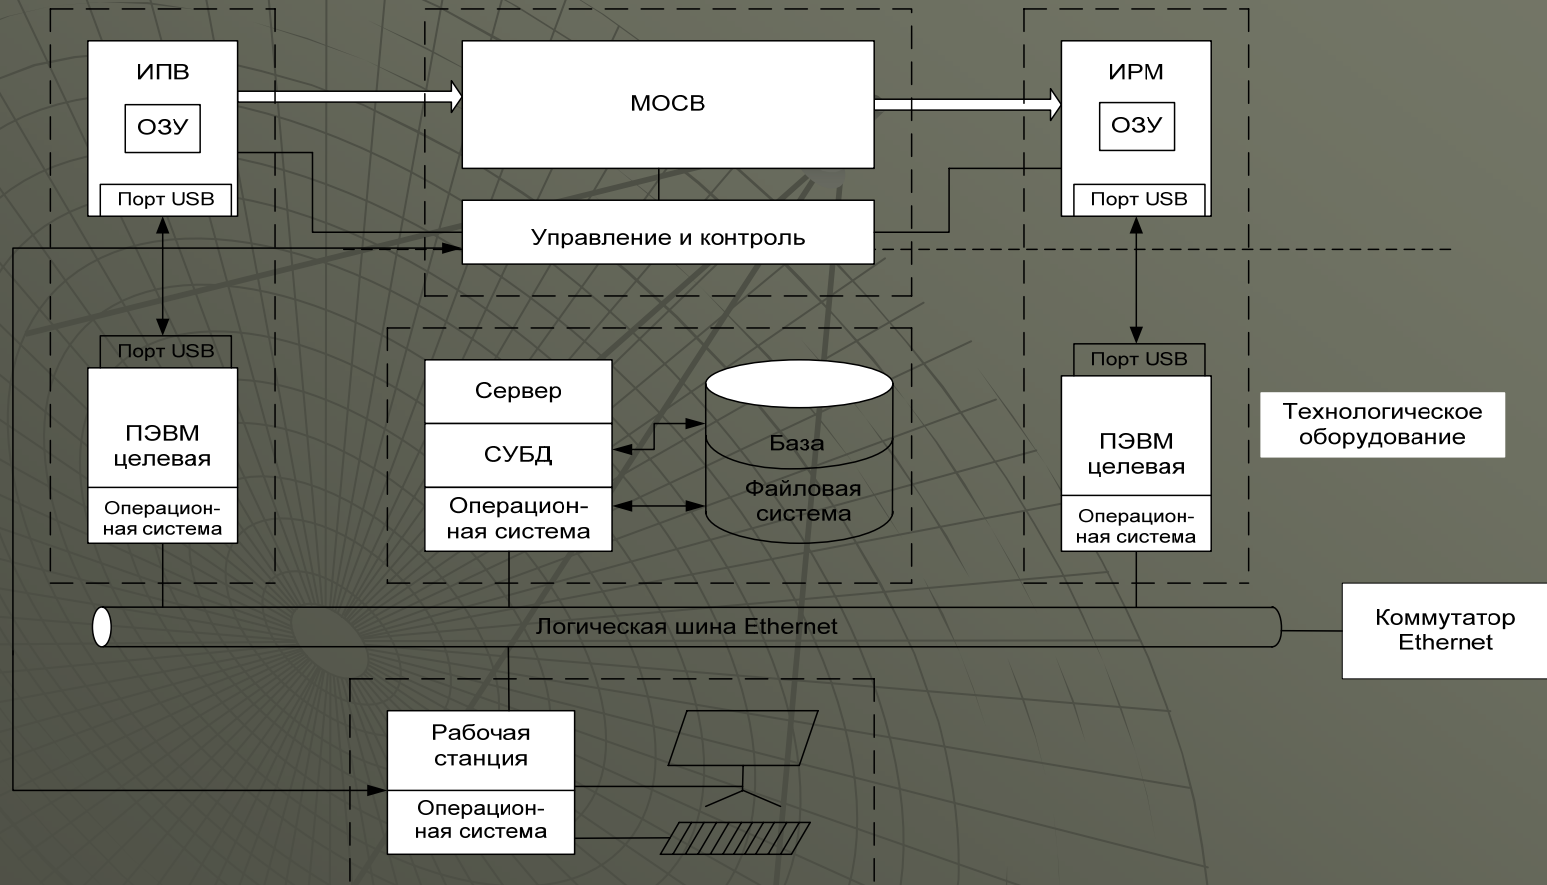 ИПВ
ОЗУ
Порт USB
МОСВ
Управление и контроль
ИРМ
ОЗУ
Порт USB
Порт USB
ПЭВМ
целевая
Операцион-
ная система
Сервер
СУБД
Операцион-
ная система
База
Файловая
система
Порт USB
ПЭВМ
целевая
Операцион-
ная система
Технологическое
оборудование
Логическая шина Ethernet
Коммутатор
Ethernet
Рабочая
станция
Операцион-
ная система